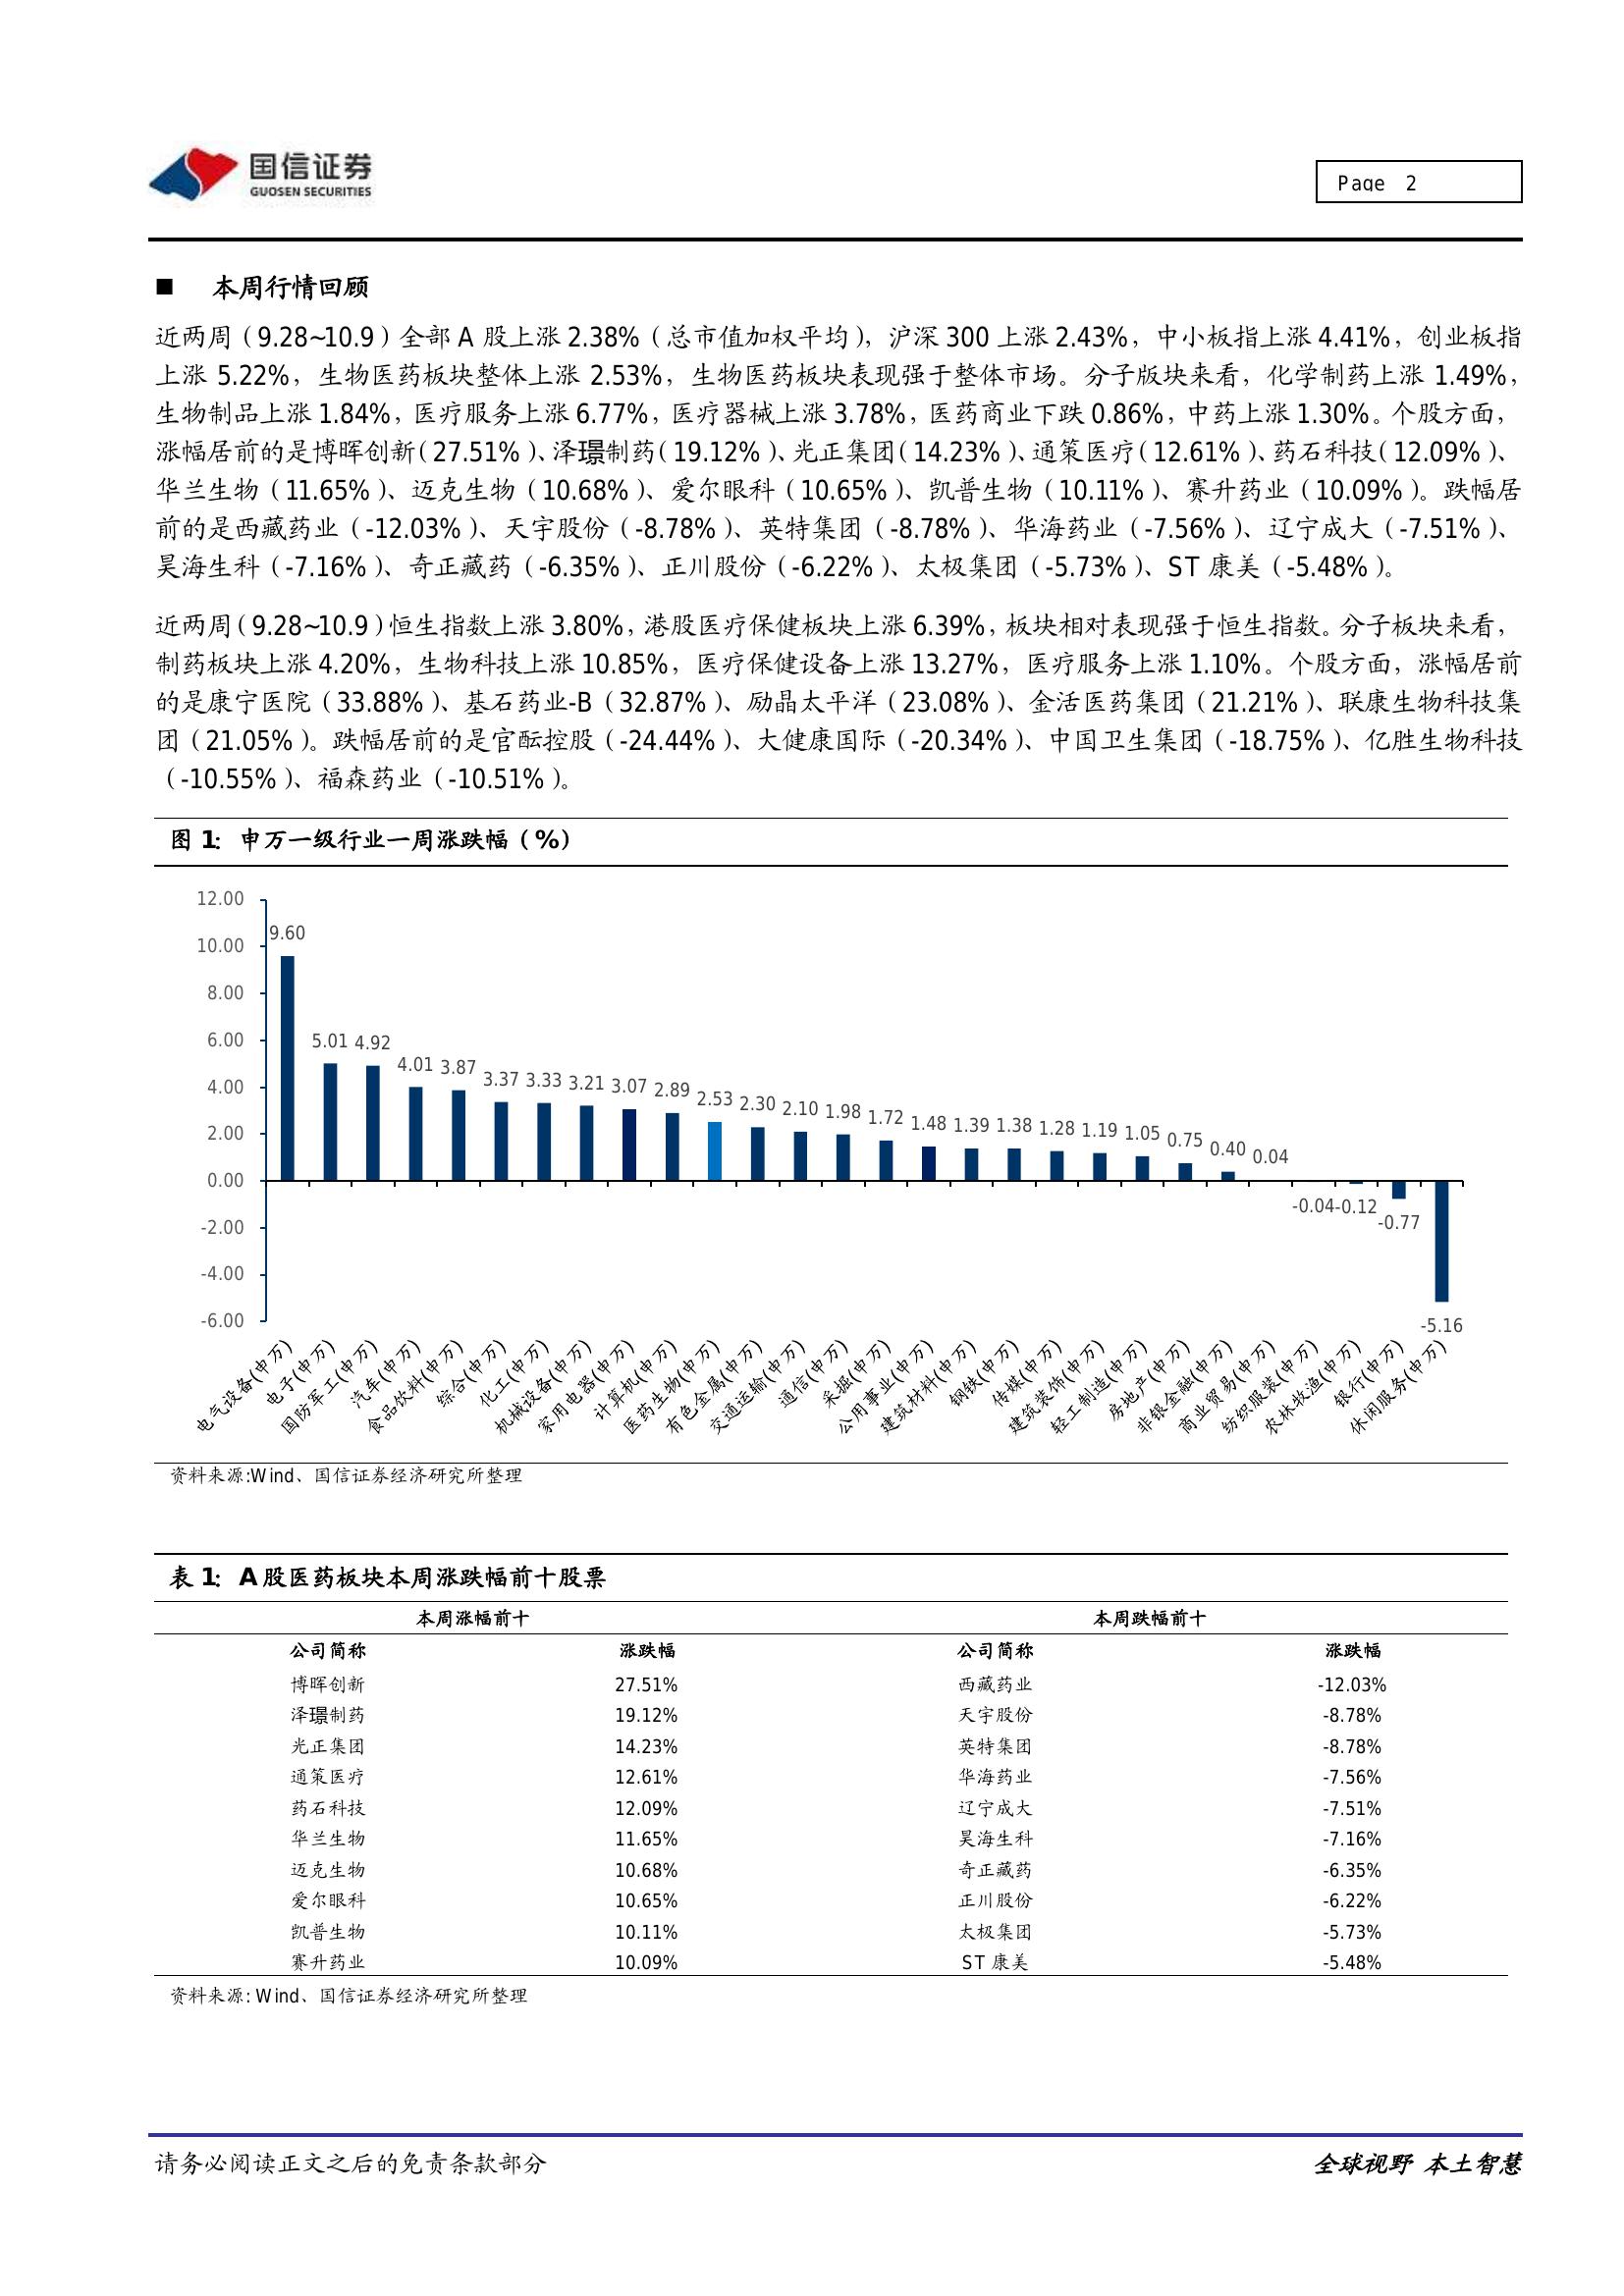 国信证券
GUOSEN SECURITIES
Page 2
■ 本周行情回顾
近两周（9.28~10.9）全部 A 股上涨 2.38%（总市值加权平均），沪深 300 上涨 2.43%，中小板指上涨 4.41%，创业板指
上涨 5.22%，生物医药板块整体上涨 2.53%，生物医药板块表现强于整体市场。分子版块来看，化学制药上涨 1.49%，
生物制品上涨 1.84%，医疗服务上涨 6.77%，医疗器械上涨 3.78%，医药商业下跌 0.86%，中药上涨 1.30%。个股方面，
涨幅居前的是博晖创新（27.51%）、泽璟制药（19.12%）、光正集团（14.23%）、通策医疗（12.61%）、药石科技（12.09%）、
华兰生物（11.65%）、迈克生物（10.68%）、爱尔眼科（10.65%）、凯普生物（10.11%）、赛升药业（10.09%）。跌幅居
前的是西藏药业（-12.03%）、天宇股份（-8.78%）、英特集团（-8.78%）、华海药业（-7.56%）、辽宁成大（-7.51%）、
昊海生科（-7.16%）、奇正藏药（-6.35%）、正川股份（-6.22%）、太极集团（-5.73%）、ST 康美（-5.48%）。
近两周（9.28~10.9）恒生指数上涨 3.80%，港股医疗保健板块上涨 6.39%，板块相对表现强于恒生指数。分子板块来看，
制药板块上涨 4.20%，生物科技上涨 10.85%，医疗保健设备上涨 13.27%，医疗服务上涨 1.10%。个股方面，涨幅居前
的是康宁医院（33.88%）、基石药业-B（32.87%）、励晶太平洋（23.08%）、金活医药集团（21.21%）、联康生物科技集
团（21.05%）。跌幅居前的是官酝控股（-24.44%）、大健康国际（-20.34%）、中国卫生集团（-18.75%）、亿胜生物科技
（-10.55%）、福森药业（-10.51%）。
图 1：申万一级行业一周涨跌幅（%）
12.00
10.00
8.00
6.00
4.00
2.00
0.00
-2.00
-4.00
-6.00
9.60 5.01 4.92 4.01 3.87 3.37 3.33 3.21 3.07 2.89 2.53 2.30 2.10 1.98 1.72 1.48 1.39 1.38 1.28 1.19 1.05 0.75 0.40 0.04 -0.04 -0.12 -0.77 -5.16
电气设备(申万)
电子(申万)
国防军工(申万)
汽车(申万)
食品饮料(申万)
综合(申万)
化工(申万)
机械设备(申万)
家用电器(申万)
计算机(申万)
医药生物(申万)
有色金属(申万)
交通运输(申万)
通信(申万)
采掘(申万)
公用事业(申万)
建筑材料(申万)
钢铁(申万)
传媒(申万)
建筑装饰(申万)
轻工制造(申万)
房地产(申万)
非银金融(申万)
商业贸易(申万)
纺织服装(申万)
农林牧渔(申万)
银行(申万)
休闲服务(申万)
资料来源:Wind、国信证券经济研究所整理
表 1：A 股医药板块本周涨跌幅前十股票
本周涨幅前十 本周跌幅前十
公司简称 涨跌幅 公司简称 涨跌幅
博晖创新 27.51% 西藏药业 -12.03%
泽璟制药 19.12% 天宇股份 -8.78%
光正集团 14.23% 英特集团 -8.78%
通策医疗 12.61% 华海药业 -7.56%
药石科技 12.09% 辽宁成大 -7.51%
华兰生物 11.65% 昊海生科 -7.16%
迈克生物 10.68% 奇正藏药 -6.35%
爱尔眼科 10.65% 正川股份 -6.22%
凯普生物 10.11% 太极集团 -5.73%
赛升药业 10.09% ST 康美 -5.48%
资料来源: Wind、国信证券经济研究所整理
请务必阅读正文之后的免责条款部分 全球视野 本土智慧